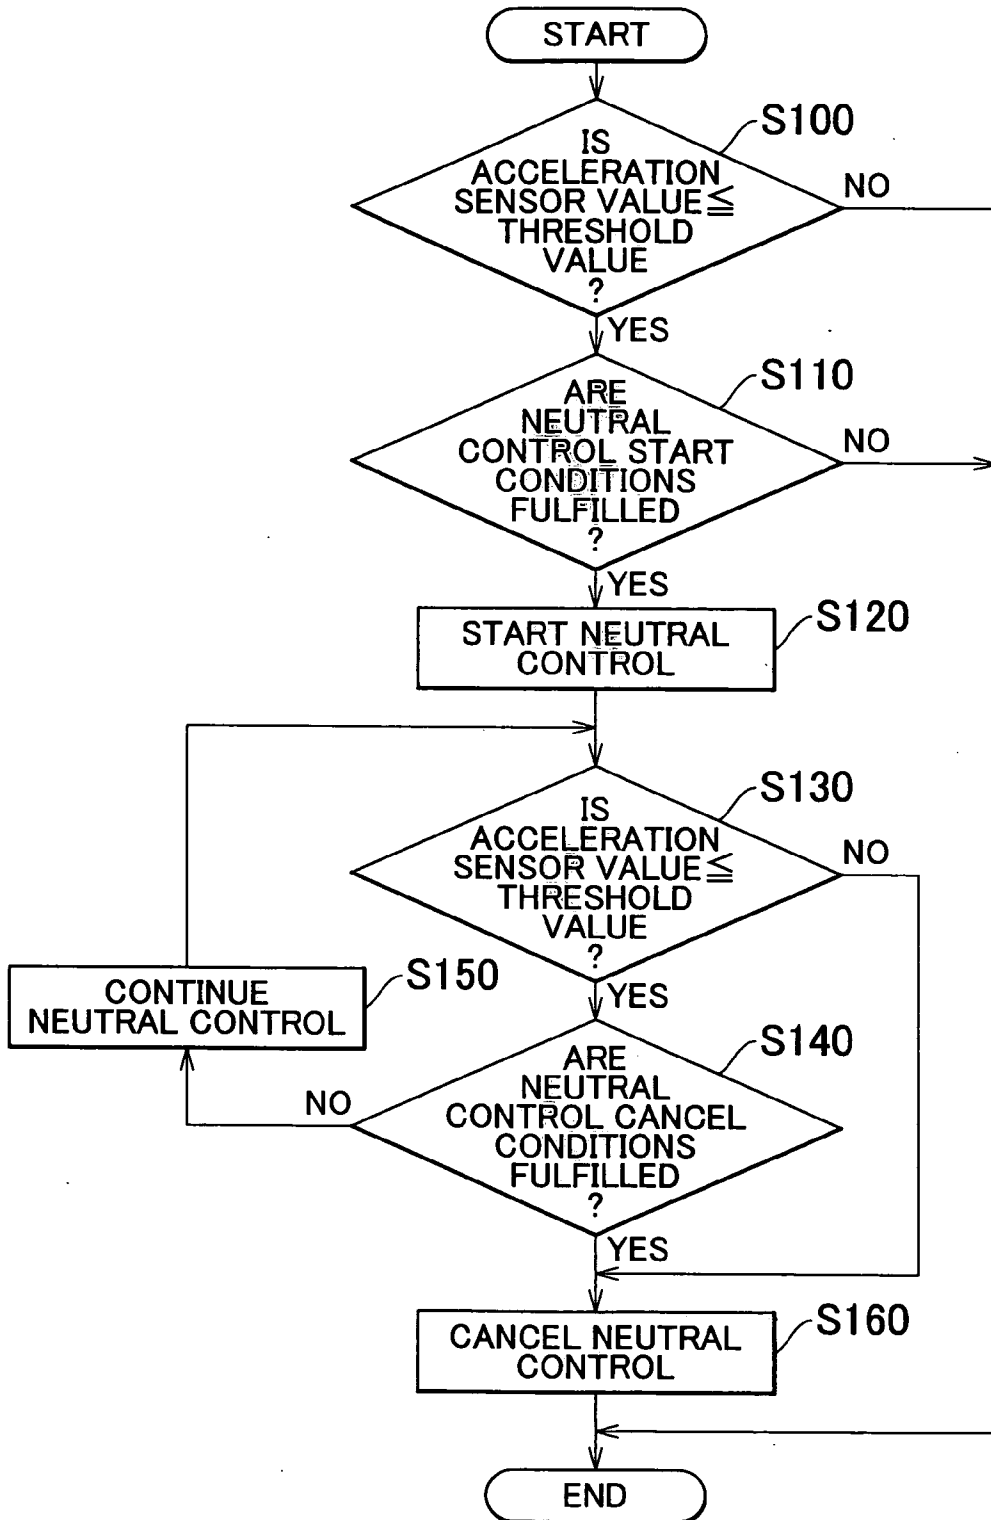 START
S100
IS
ACCELERATION
SENSOR VALUE≦
THRESHOLD
VALUE
?
NO
YES
S110
ARE
NEUTRAL
CONTROL START
CONDITIONS
FULFILLED
?
NO
YES
S120
START NEUTRAL
CONTROL
S130
IS
ACCELERATION
SENSOR VALUE≦
THRESHOLD
VALUE
?
NO
YES
S150
CONTINUE
NEUTRAL CONTROL
S140
ARE
NEUTRAL
CONTROL CANCEL
CONDITIONS
FULFILLED
?
NO
YES
S160
CANCEL NEUTRAL
CONTROL
END